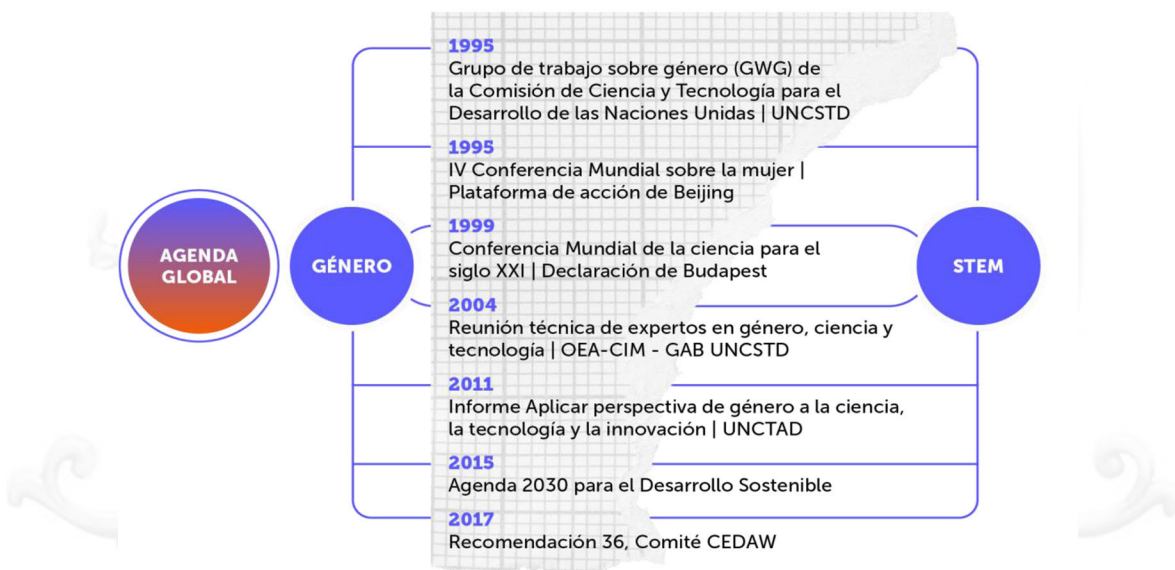 AGENDA
GLOBAL
GÉNERO
1995
Grupo de trabajo sobre género (GWG) de
la Comisión de Ciencia y Tecnología para el
Desarrollo de las Naciones Unidas | UNCSTD
1995
IV Conferencia Mundial sobre la mujer |
Plataforma de acción de Beijing
1999
Conferencia Mundial de la ciencia para el
siglo XXI | Declaración de Budapest
2004
Reunión técnica de expertos en género, ciencia y
tecnología | OEA-CIM - GAB UNCSTD
2011
Informe Aplicar perspectiva de género a la ciencia,
la tecnología y la innovación | UNCTAD
2015
Agenda 2030 para el Desarrollo Sostenible
2017
Recomendación 36, Comité CEDAW
STEM